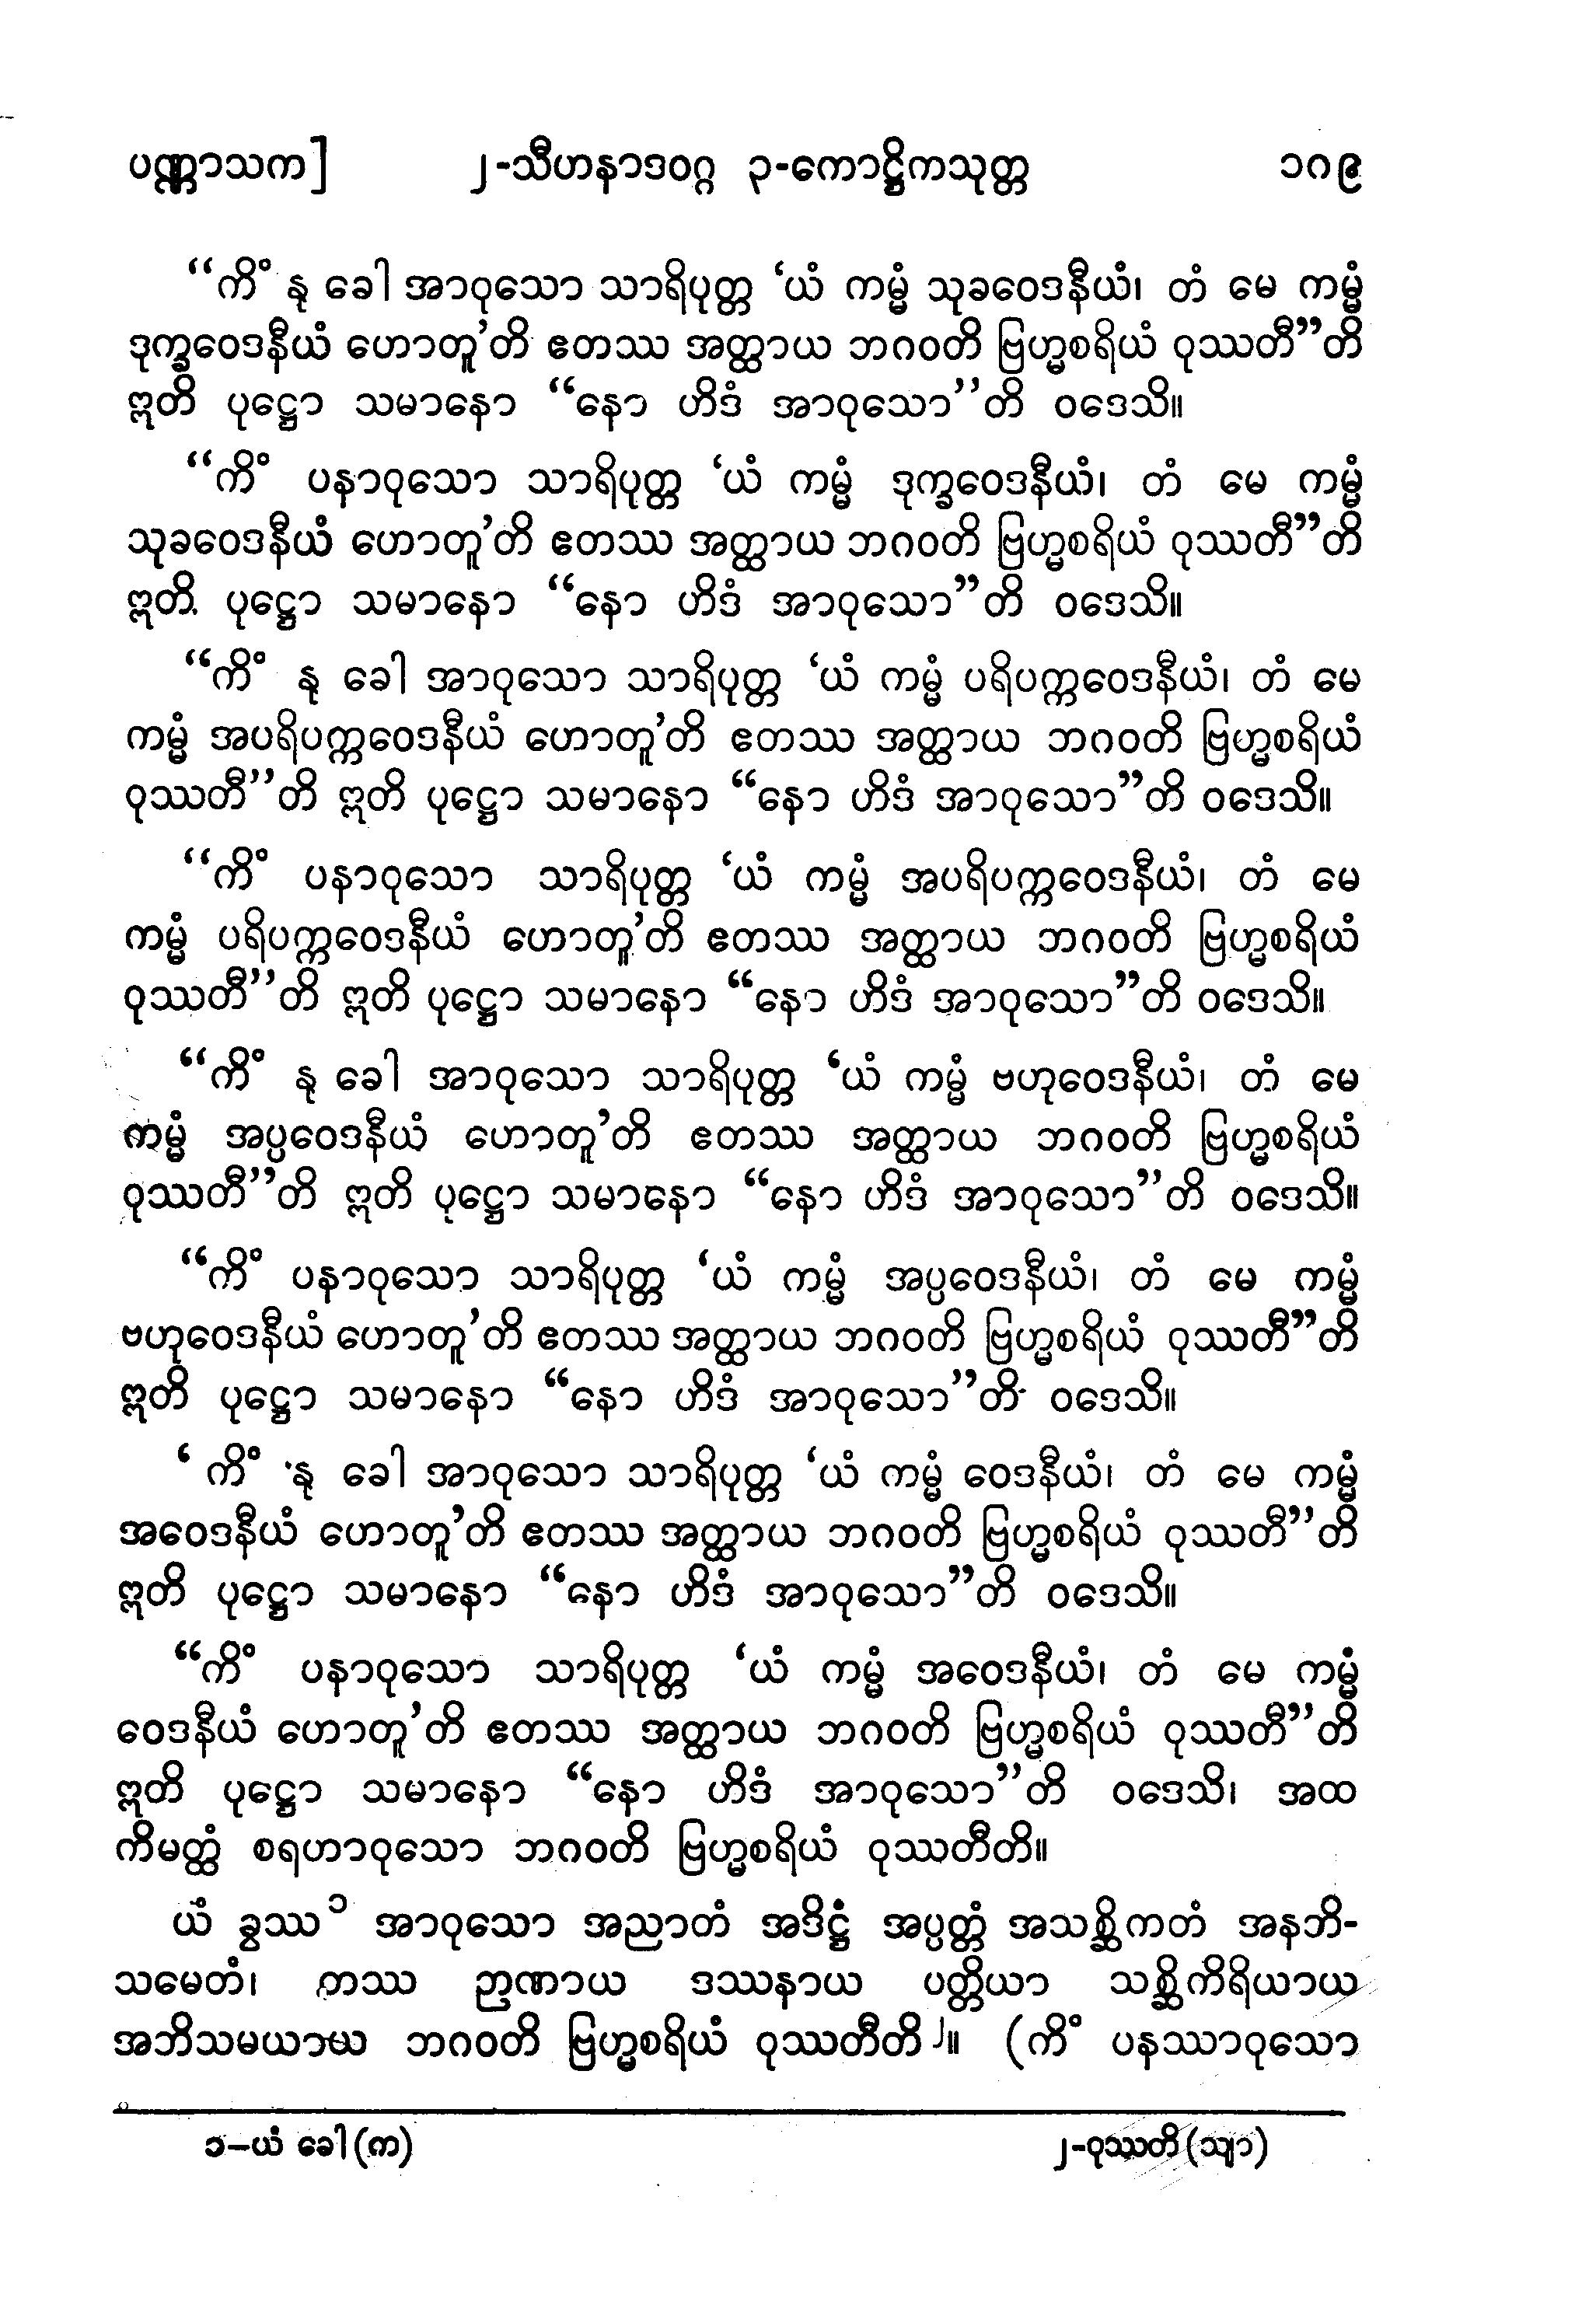 ပဏ္ဏာသက]	၂-သီဟနာဒဝဂ္ဂ ၃-ကောဋ္ဌိကသုတ္တ	၁၈၉
“ကိံ နု ခေါ အာဝုသော သာရိပုတ္တ ‘ယံ ကမ္မံ သုခဝေဒနီယံ၊ တံ မေ ကမ္မံ
ဒုက္ခဝေဒနီယံ ဟောတူ’တိ ဧတဿ အတ္ထာယ ဘဂဝတိ ဗြဟ္မစရိယံ ဝုဿတီ”တိ
ဣတိ ပုဋ္ဌော သမာနော “နော ဟိဒံ အာဝုသော”တိ ဝဒေသိ။
“ကိံ ပနာဝုသော သာရိပုတ္တ ‘ယံ ကမ္မံ ဒုက္ခဝေဒနီယံ၊ တံ မေ ကမ္မံ
သုခဝေဒနီယံ ဟောတူ’တိ ဧတဿ အတ္ထာယ ဘဂဝတိ ဗြဟ္မစရိယံ ဝုဿတီ”တိ
ဣတိ ပုဋ္ဌော သမာနော “နော ဟိဒံ အာဝုသော”တိ ဝဒေသိ။
“ကိံ နု ခေါ အာဝုသော သာရိပုတ္တ ‘ယံ ကမ္မံ ပရိပက္ကဝေဒနီယံ၊ တံ မေ
ကမ္မံ အပရိပက္ကဝေဒနီယံ ဟောတူ’တိ ဧတဿ အတ္ထာယ ဘဂဝတိ ဗြဟ္မစရိယံ
ဝုဿတီ”တိ ဣတိ ပုဋ္ဌော သမာနော “နော ဟိဒံ အာဝုသော”တိ ဝဒေသိ။
“ကိံ ပနာဝုသော သာရိပုတ္တ ‘ယံ ကမ္မံ အပရိပက္ကဝေဒနီယံ၊ တံ မေ
ကမ္မံ ပရိပက္ကဝေဒနီယံ ဟောတူ’တိ ဧတဿ အတ္ထာယ ဘဂဝတိ ဗြဟ္မစရိယံ
ဝုဿတီ”တိ ဣတိ ပုဋ္ဌော သမာနော “နော ဟိဒံ အာဝုသော”တိ ဝဒေသိ။
“ကိံ နု ခေါ အာဝုသော သာရိပုတ္တ ‘ယံ ကမ္မံ ဗဟုဝေဒနီယံ၊ တံ မေ
ကမ္မံ အပ္ပဝေဒနီယံ ဟောတူ’တိ ဧတဿ အတ္ထာယ ဘဂဝတိ ဗြဟ္မစရိယံ
ဝုဿတီ”တိ ဣတိ ပုဋ္ဌော သမာနော “နော ဟိဒံ အာဝုသော”တိ ဝဒေသိ။
“ကိံ ပနာဝုသော သာရိပုတ္တ ‘ယံ ကမ္မံ အပ္ပဝေဒနီယံ၊ တံ မေ ကမ္မံ
ဗဟုဝေဒနီယံ ဟောတူ’တိ ဧတဿ အတ္ထာယ ဘဂဝတိ ဗြဟ္မစရိယံ ဝုဿတီ”တိ
ဣတိ ပုဋ္ဌော သမာနော “နော ဟိဒံ အာဝုသော”တိ ဝဒေသိ။
‘ ကိံ နု ခေါ အာဝုသော သာရိပုတ္တ ‘ယံ ကမ္မံ ဝေဒနီယံ၊ တံ မေ ကမ္မံ
အဝေဒနီယံ ဟောတူ’တိ ဧတဿ အတ္ထာယ ဘဂဝတိ ဗြဟ္မစရိယံ ဝုဿတီ”တိ
ဣတိ ပုဋ္ဌော သမာနော “နော ဟိဒံ အာဝုသော”တိ ဝဒေသိ။
“ကိံ ပနာဝုသော သာရိပုတ္တ ‘ယံ ကမ္မံ အဝေဒနီယံ၊ တံ မေ ကမ္မံ
ဝေဒနီယံ ဟောတူ’တိ ဧတဿ အတ္ထာယ ဘဂဝတိ ဗြဟ္မစရိယံ ဝုဿတီ”တိ
ဣတိ ပုဋ္ဌော သမာနော “နော ဟိဒံ အာဝုသော”တိ ဝဒေသိ၊ အထ
ကိမတ္ထံ စရဟာဝုသော ဘဂဝတိ ဗြဟ္မစရိယံ ဝုဿတီတိ။
ယံ ခွဿ ၁ အာဝုသော အညာတံ အဒိဋ္ဌံ အပ္ပတ္တံ အသစ္ဆိကတံ အနဘိ-
သမေတံ၊ တဿ ဉာဏာယ ဒဿနာယ ပတ္တိယာ သစ္ဆိကိရိယာယ
အဘိသမယာယ ဘဂဝတိ ဗြဟ္မစရိယံ ဝုဿတီတိ ၂။ (ကိံ ပနဿာဝုသော
၁–ယံ ခေါ (က)	၂-ဝုဿတိ (သျာ)